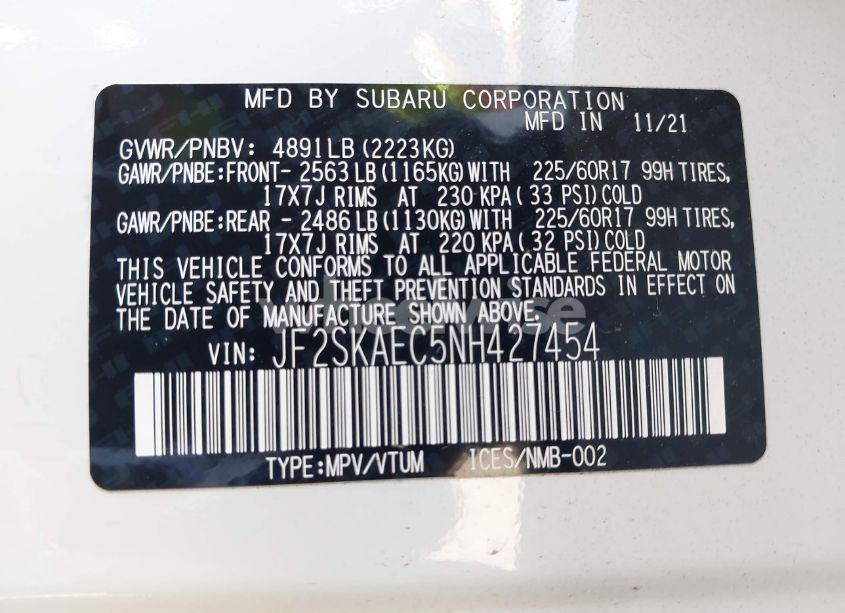 MFD BY SUBARU CORPORATION
MFD IN 11/21
GVWR/PNBV: 4891LB (2223KG)
GAWR/PNBE:FRONT- 2563LB (1165KG) WITH 225/60R17 99H TIRES,
17X7J RIMS AT 230 KPA ( 33 PSI) COLD
GAWR/PNBE:REAR - 2486LB (1130KG) WITH 225/60R17 99H TIRES,
17X7J RIMS AT 220 KPA ( 32 PSI) COLD
THIS VEHICLE CONFORMS TO ALL APPLICABLE FEDERAL MOTOR
VEHICLE SAFETY AND THEFT PREVENTION STANDARDS IN EFFECT ON
THE DATE OF MANUFACTURE SHOWN ABOVE.
VIN: JF2SKAEC5NH427454
TYPE:MPV/VTUM ICES/NMB-002